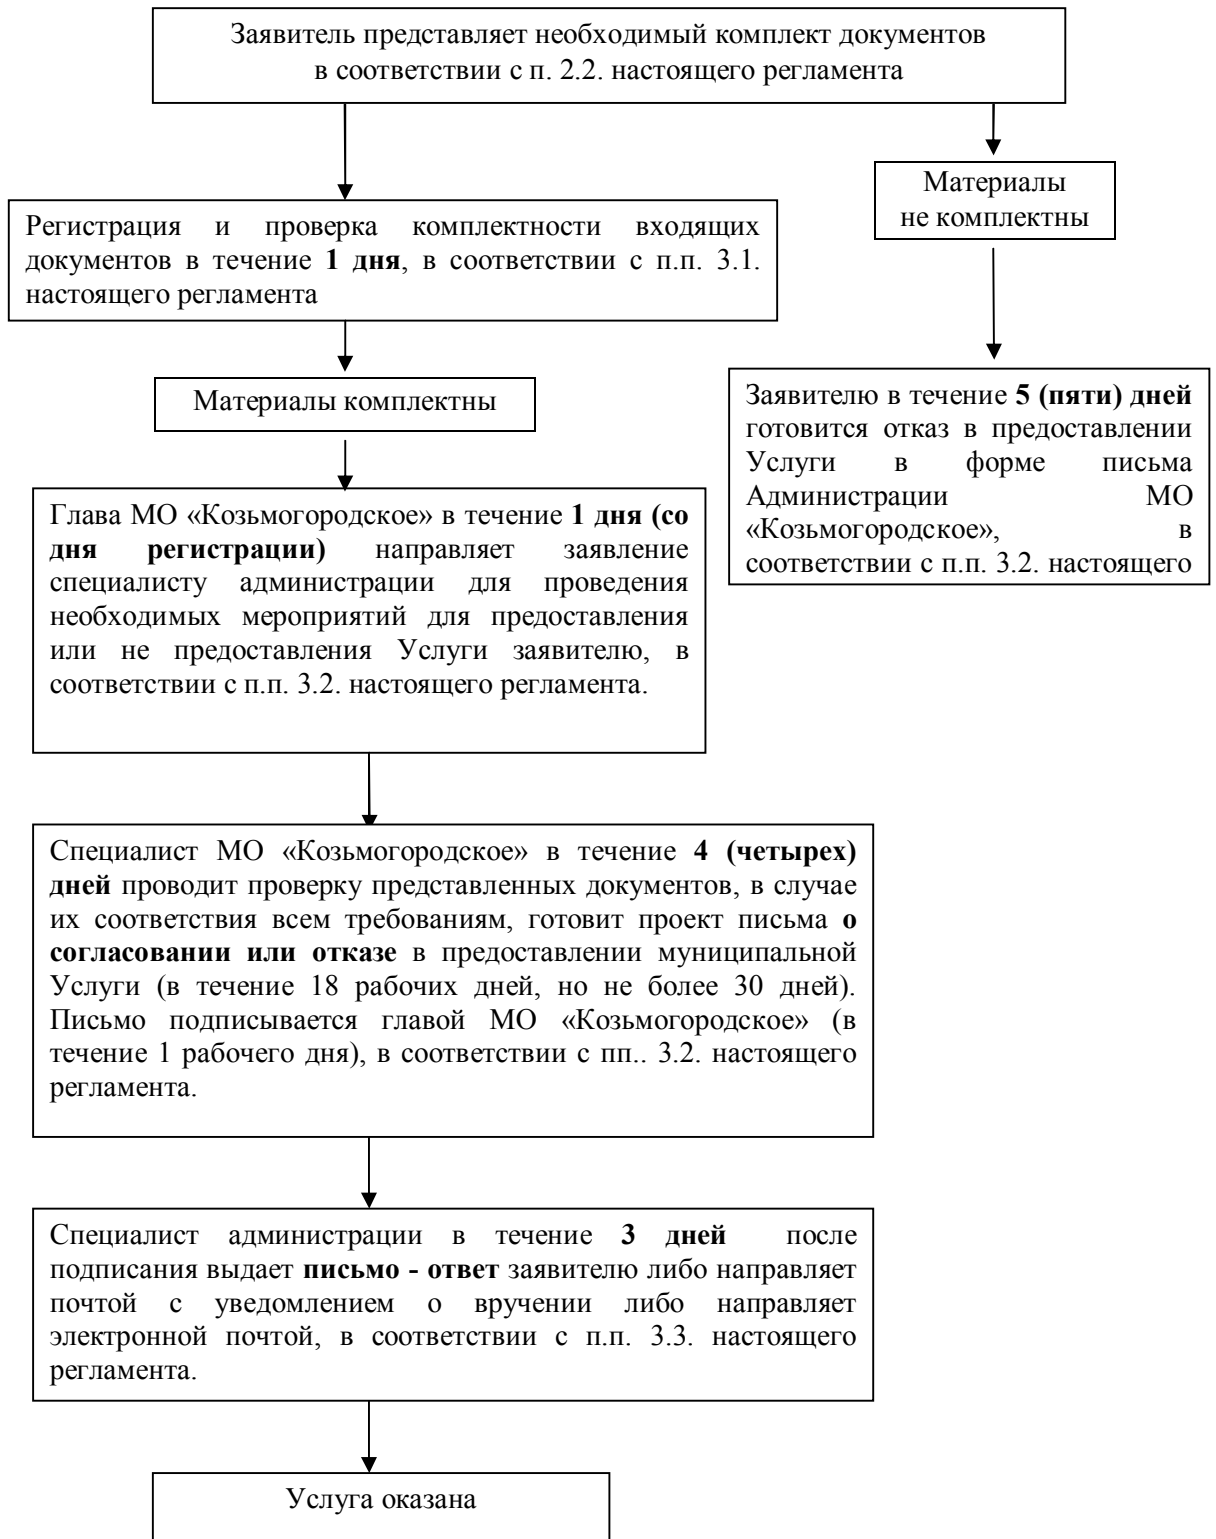 Заявитель представляет необходимый комплект документов
в соответствии с п. 2.2. настоящего регламента
Материалы
не комплектны
Регистрация и проверка комплектности входящих
документов в течение 1 дня, в соответствии с п.п. 3.1.
настоящего регламента
Материалы комплектны
Заявителю в течение 5 (пяти) дней
готовится отказ в предоставлении
Услуги в форме письма
Администрации МО
«Козьмогородское», в
соответствии с п.п. 3.2. настоящего
Глава МО «Козьмогородское» в течение 1 дня (со
дня регистрации) направляет заявление
специалисту администрации для проведения
необходимых мероприятий для предоставления
или не предоставления Услуги заявителю, в
соответствии с п.п. 3.2. настоящего регламента.
Специалист МО «Козьмогородское» в течение 4 (четырех)
дней проводит проверку представленных документов, в случае
их соответствия всем требованиям, готовит проект письма о
согласовании или отказе в предоставлении муниципальной
Услуги (в течение 18 рабочих дней, но не более 30 дней).
Письмо подписывается главой МО «Козьмогородское» (в
течение 1 рабочего дня), в соответствии с пп.. 3.2. настоящего
регламента.
Специалист администрации в течение 3 дней после
подписания выдает письмо - ответ заявителю либо направляет
почтой с уведомлением о вручении либо направляет
электронной почтой, в соответствии с п.п. 3.3. настоящего
регламента.
Услуга оказана